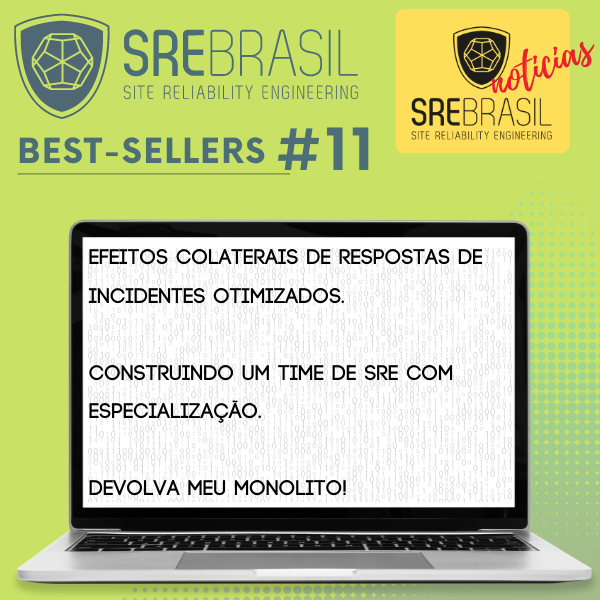 SREBRASIL
SITE RELIABILITY ENGINEERING
notícias
SREBRASIL
SITE RELIABILITY ENGINEERING
BEST-SELLERS #11
EFEITOS COLATERAIS DE RESPOSTAS DE
INCIDENTES OTIMIZADOS.
CONSTRUINDO UM TIME DE SRE COM
ESPECIALIZAÇÃO.
DEVOLVA MEU MONOLITO!